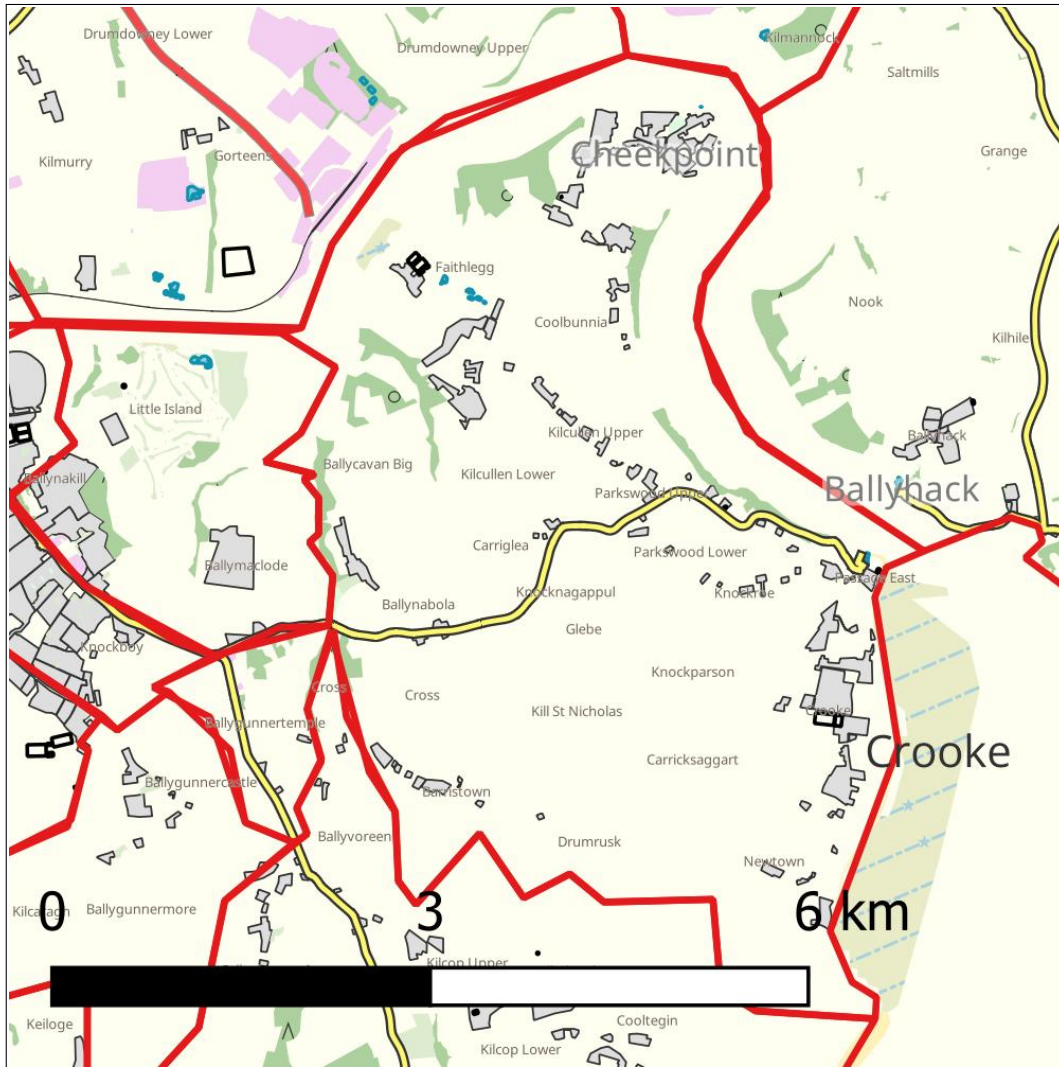 Drumdowney Lower
Drumdowney Upper
Kilmannock
Saltmills
Kilmurry
Gorteens
Cheekpoint
Grange
Faithlegg
Nook
Coolbunnia
Kilhile
Little Island
Kilcullen Upper
Ballyhack
Ballycavan Big
Kilcullen Lower
Ballynakill
Parkswood Upper
Ballyhack
Carriglea
Parkswood Lower
Ballymaclode
Passage East
Ballynabola
Knocknagappul
Knockroe
Glebe
Knockboy
Knockparson
Cross
Cross
Kill St Nicholas
Crooke
Ballygunnertemple
Crooke
Carricksaggart
Ballygunnercastle
Barristown
Ballyvoreen
Drumrusk
Newtown
Kilcaragh
Ballygunnermore
0
3
6 km
Kilcop Upper
Keiloge
Cooltegin
Kilcop Lower